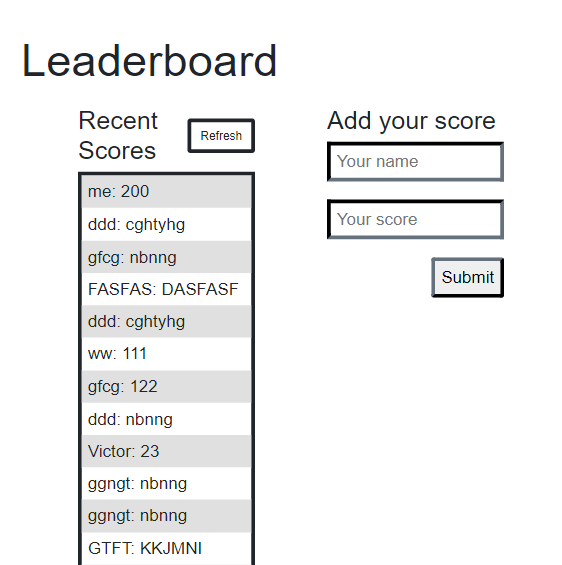 Leaderboard
Recent
Scores
Refresh
me: 200
ddd: cghtyhg
gfcg: nbnng
FASFAS: DASFASF
ddd: cghtyhg
ww: 111
gfcg: 122
ddd: nbnng
Victor: 23
ggngt: nbnng
ggngt: nbnng
GTFT: KKJMNI
Add your score
Your name
Your score
Submit